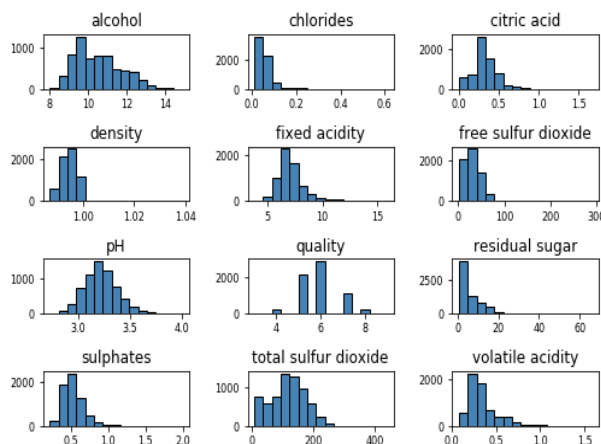 alcohol
1000
0
8 10 12 14
chlorides
2000
0
0.0 0.2 0.4 0.6
citric acid
2000
0
0.0 0.5 1.0 1.5
density
2000
0
1.00 1.02 1.04
fixed acidity
2000
0
5 10 15
free sulfur dioxide
2000
0
0 100 200 300
pH
1000
0
3.0 3.5 4.0
quality
2000
0
4 6 8
residual sugar
2500
0
0 20 40 60
sulphates
2000
0
0.5 1.0 1.5 2.0
total sulfur dioxide
1000
0
0 200 400
volatile acidity
2000
0
0.0 0.5 1.0 1.5